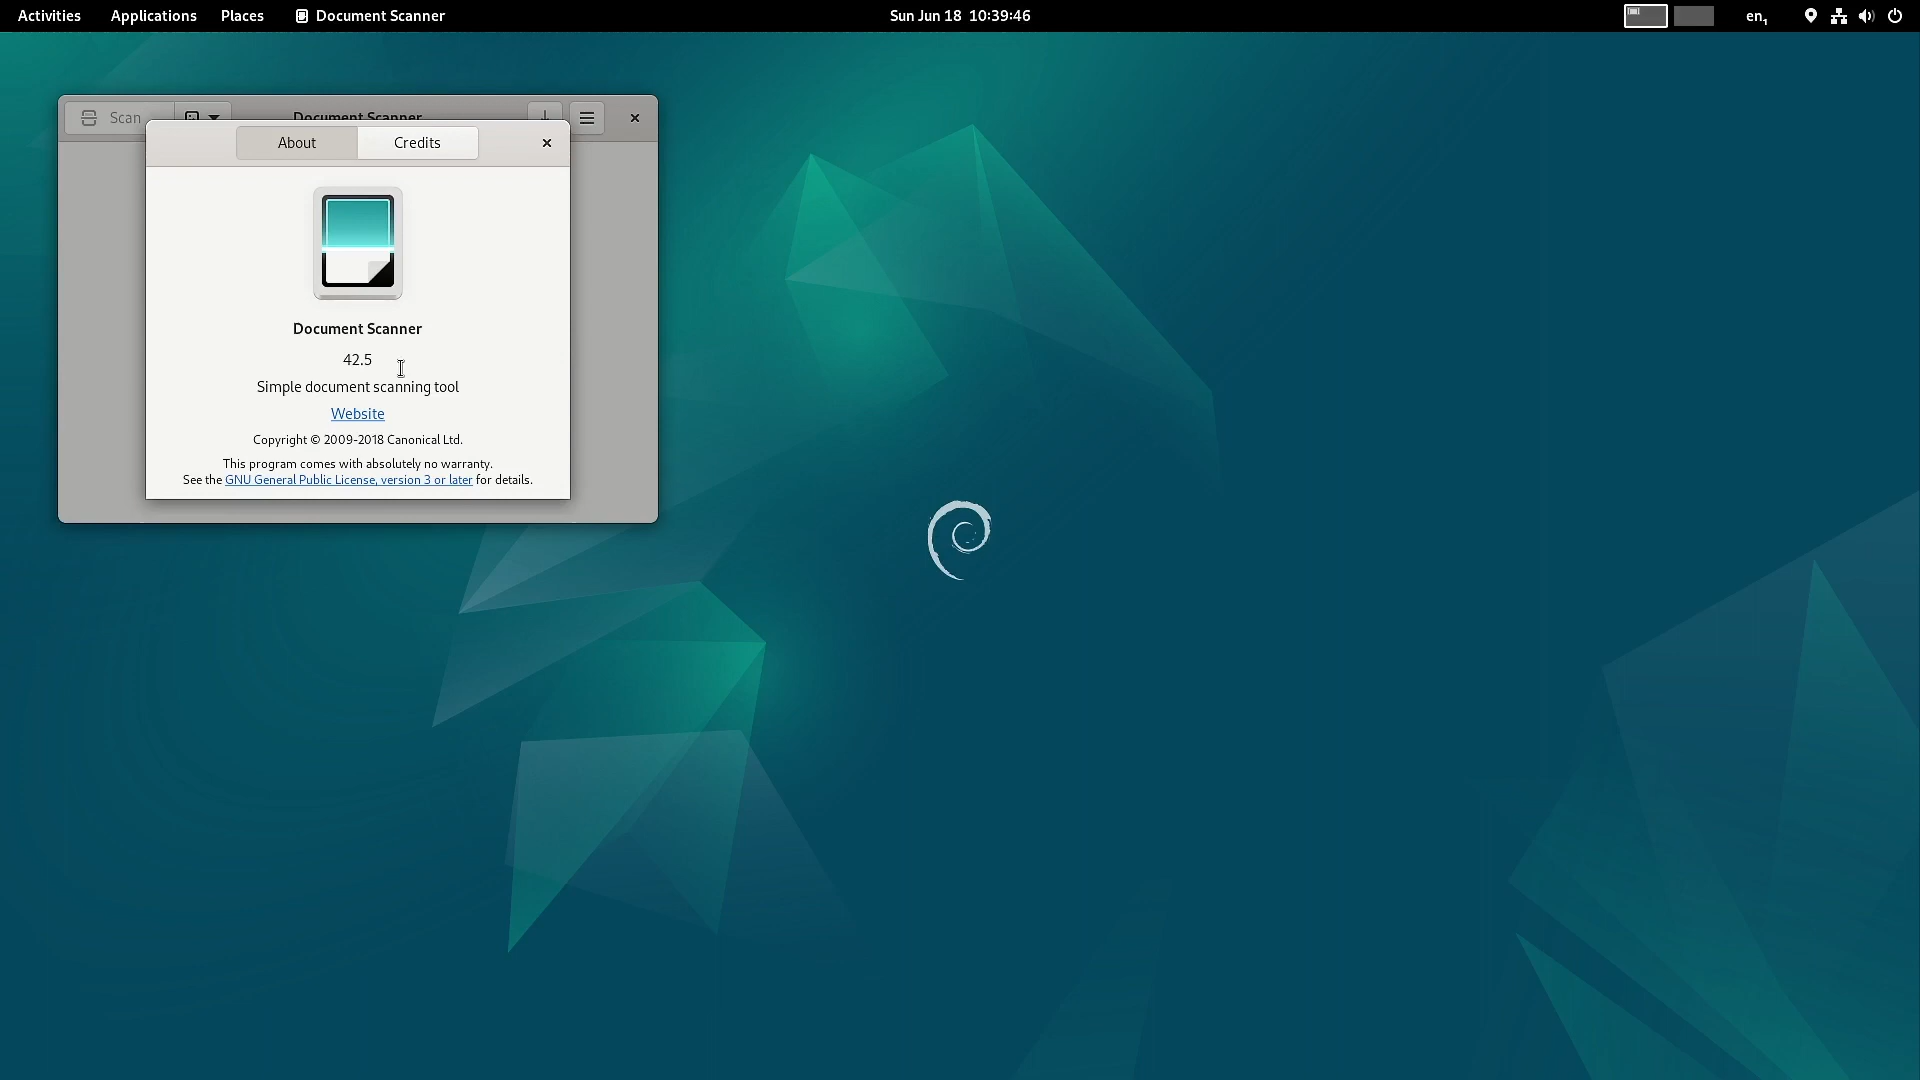 Activities Applications Places Document Scanner Sun Jun 18 10:39:46 en₁
Scan Document Scanner
About Credits
Document Scanner
42.5
Simple document scanning tool
Website
Copyright © 2009-2018 Canonical Ltd.
This program comes with absolutely no warranty.
See the GNU General Public License, version 3 or later for details.